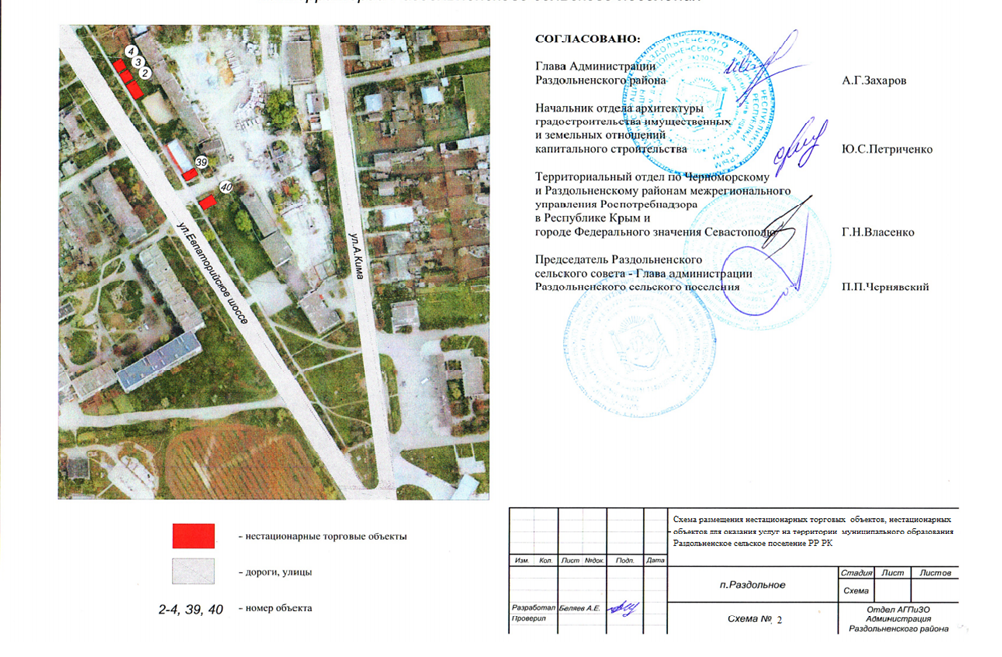 4
3
2
39
40
ул.Евпаторийсюое шоссе
ул.А.Кима
СОГЛАСОВАНО:
Глава Администрации
Раздольненского района
А.Г.Захаров
Начальник отдела архитектуры
градостроительства имущественных
и земельных отношений
капитального строительства
Ю.С.Петриченко
Территориальный отдел по Черноморскому
и Раздольненскому районам межрегионального
управления Роспотребнадзора
в Республике Крым и
городе Федерального значения Севастополю
Г.Н.Власенко
Председатель Раздольненского
сельского совета - Глава администрации
Раздольненского сельского поселения
П.П.Чернявский
- нестационарные торговые объекты
- дороги, улицы
2-4, 39, 40 - номер объекта
Схема размещения нестационарных торговых объектов, нестационарных
объектов для оказания услуг на территории муниципального образования
Раздольненское сельское поселение РР РК
Изм. Кол. Лист №док. Подп. Дата
п.Раздольное
Стадия Лист Листов
Схема
Разработал Беляев А.Е.
Проверил
Схема № 2
Отдел АГПиЗО
Администрация
Раздольненского района